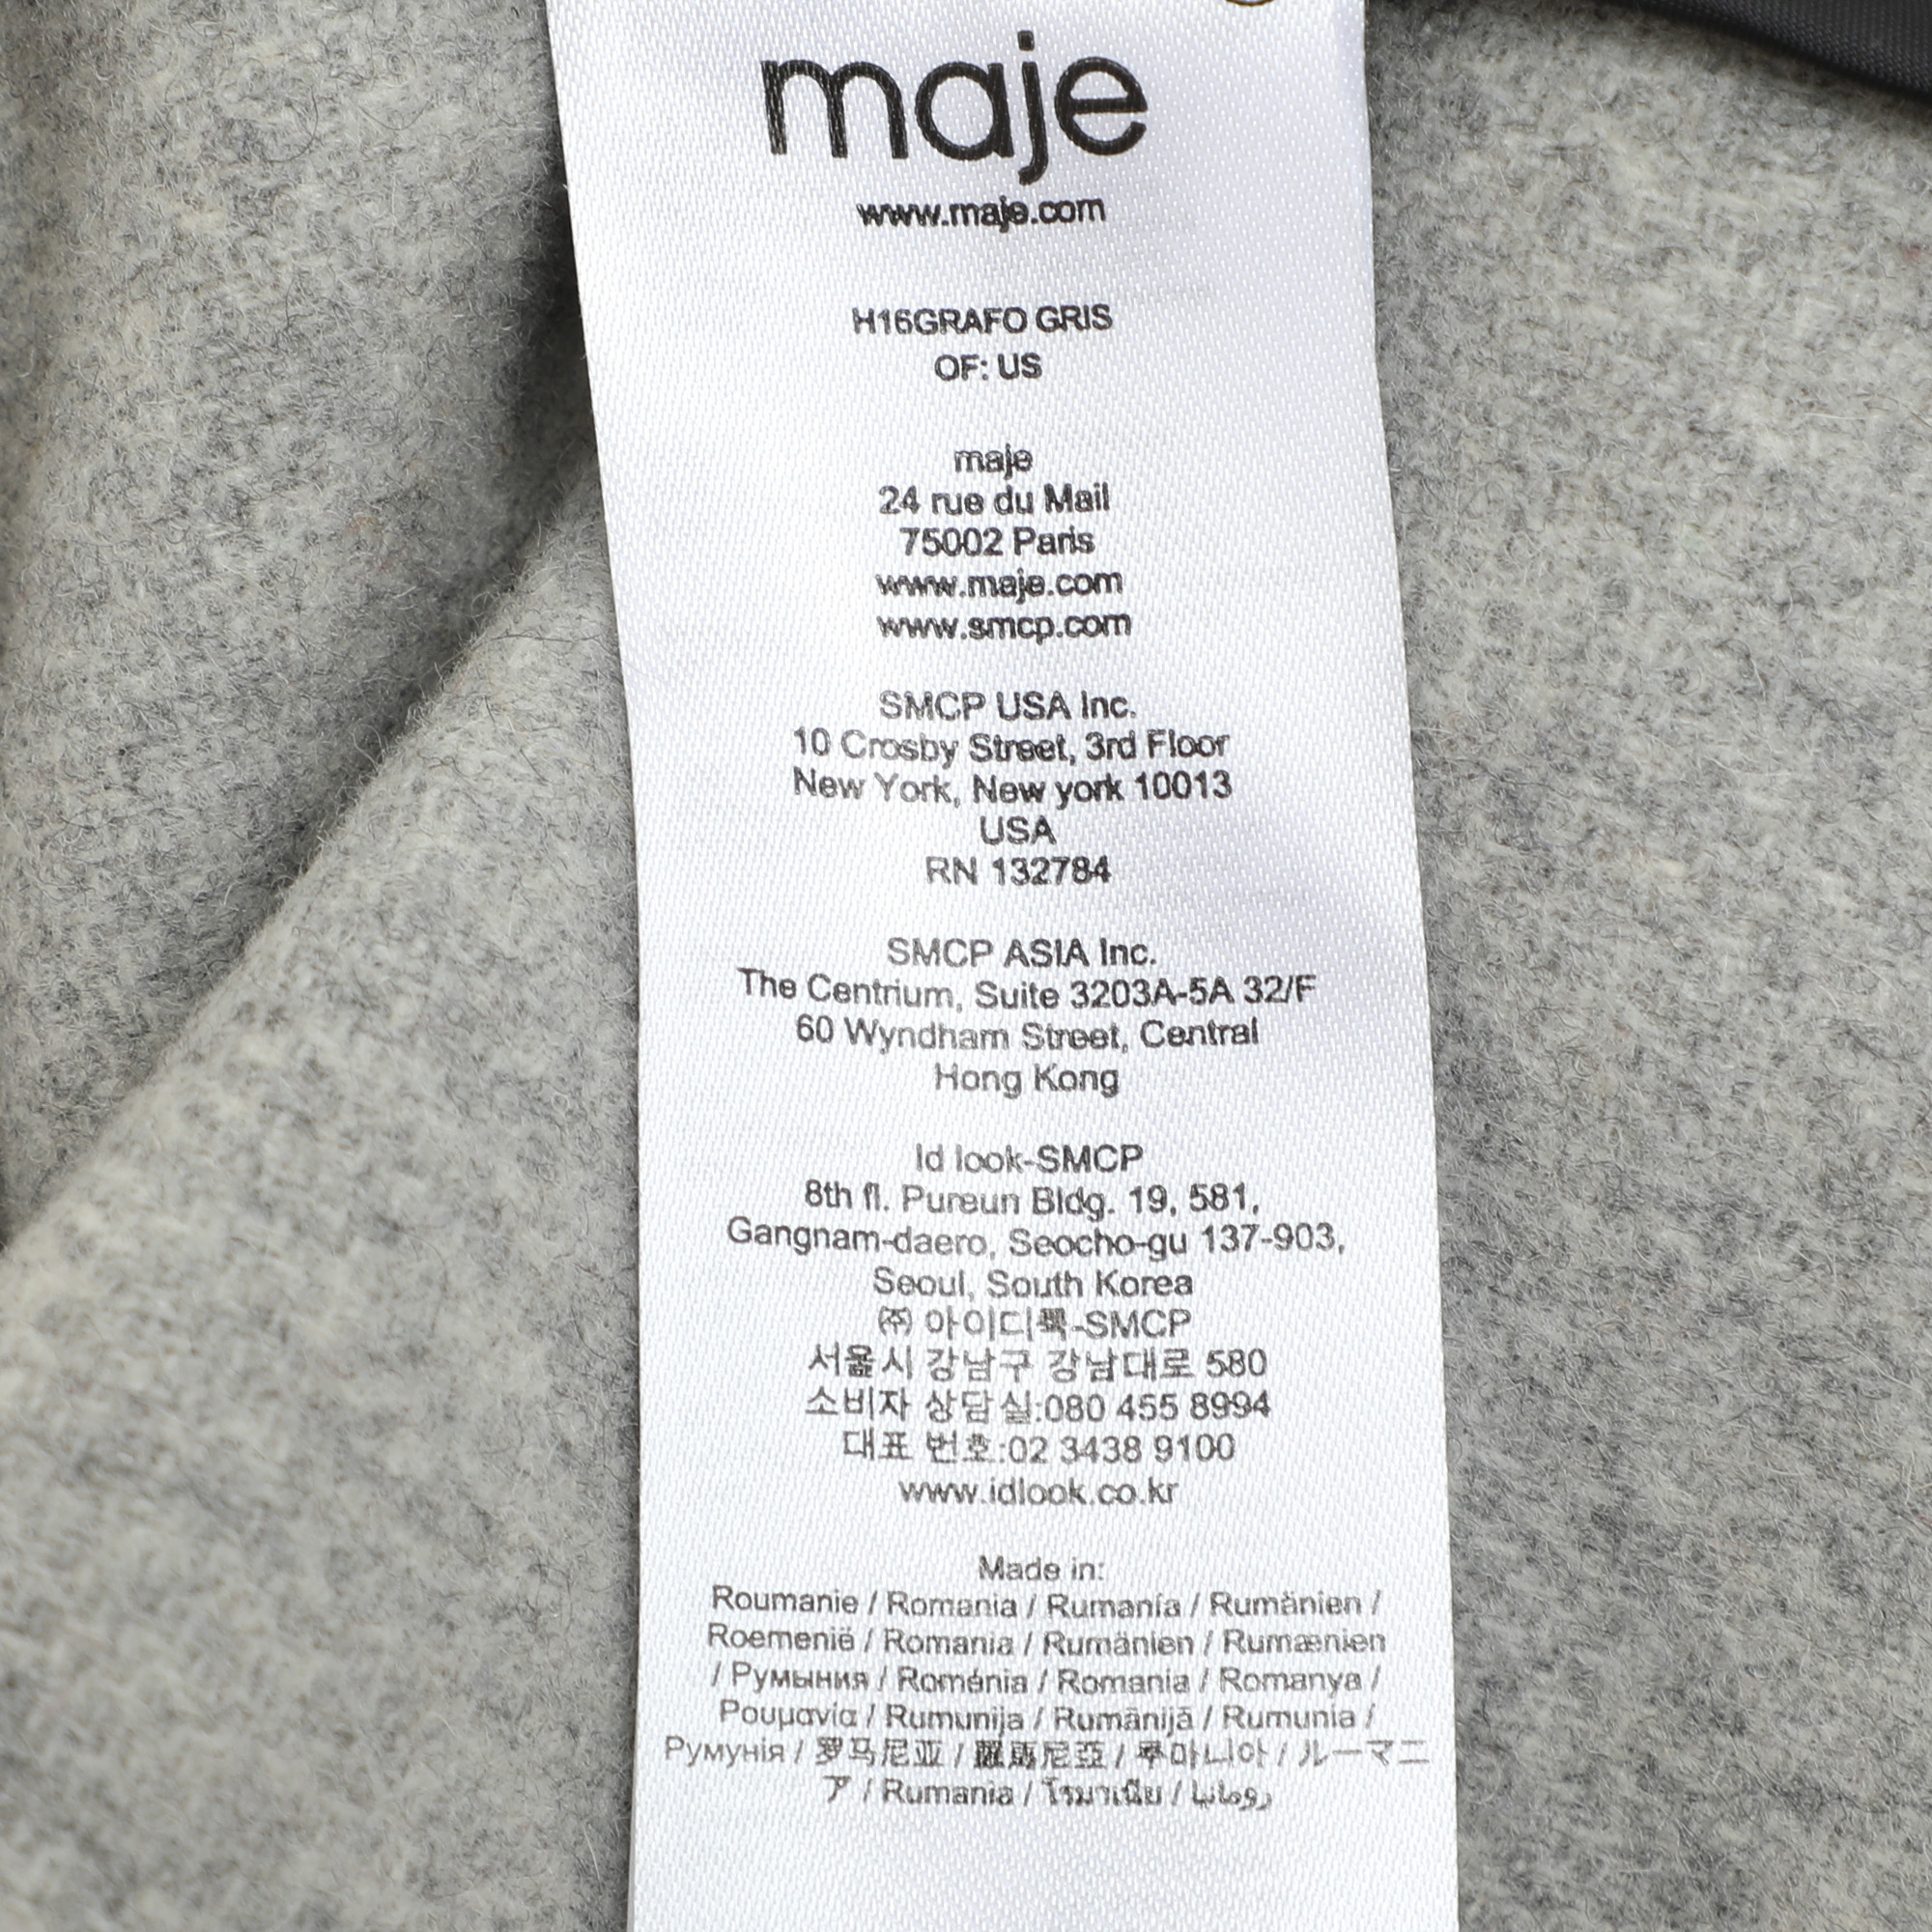 maje
www.maje.com
H16GRAFO GRIS
OF: US
maje
24 rue du Mail
75002 Paris
www.maje.com
www.smcp.com
SMCP USA Inc.
10 Crosby Street, 3rd Floor
New York, New york 10013
USA
RN 132784
SMCP ASIA Inc.
The Centrium, Suite 3203A-5A 32/F
60 Wyndham Street, Central
Hong Kong
Id look-SMCP
8th fl. Pureun Bldg. 19, 581,
Gangnam-daero, Seocho-gu 137-903,
Seoul, South Korea
㈜ 아이디룩-SMCP
서울시 강남구 강남대로 580
소비자 상담실:080 455 8994
대표 번호:02 3438 9100
www.idlook.co.kr
Made in:
Roumanie / Romania / Rumanía / Rumänien /
Roemenië / Romania / Rumänien / Rumænien
/ Румыния / Románia / Romania / Romanya /
Ρουμανία / Rumunija / Rumānijā / Rumunia /
Румунія / 罗马尼亚 / 羅馬尼亞 / 루마니아 / ルーマニ
ア / Rumania / โรมาเนีย / رومانيا